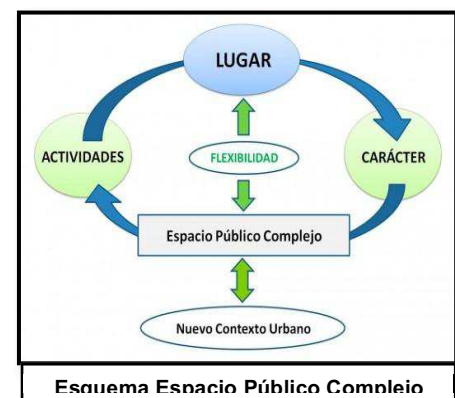 LUGAR
ACTIVIDADES
FLEXIBILIDAD
CARÁCTER
Espacio Público Complejo
Nuevo Contexto Urbano
Esquema Espacio Público Complejo